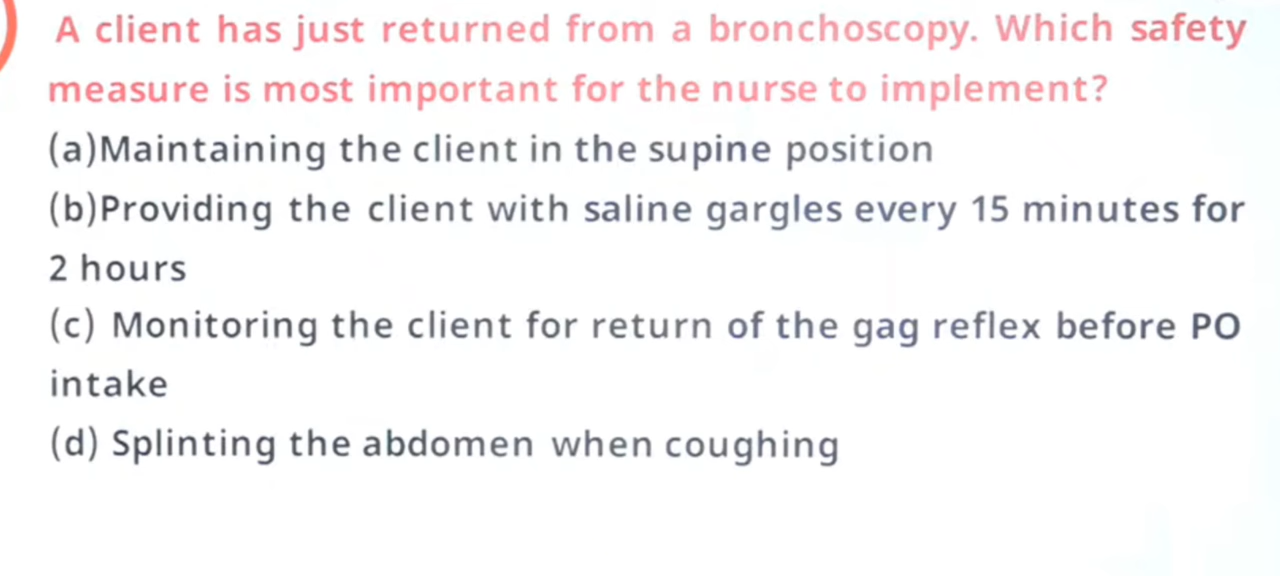 A client has just returned from a bronchoscopy. Which safety
measure is most important for the nurse to implement?
(a)Maintaining the client in the supine position
(b)Providing the client with saline gargles every 15 minutes for
2 hours
(c) Monitoring the client for return of the gag reflex before PO
intake
(d) Splinting the abdomen when coughing